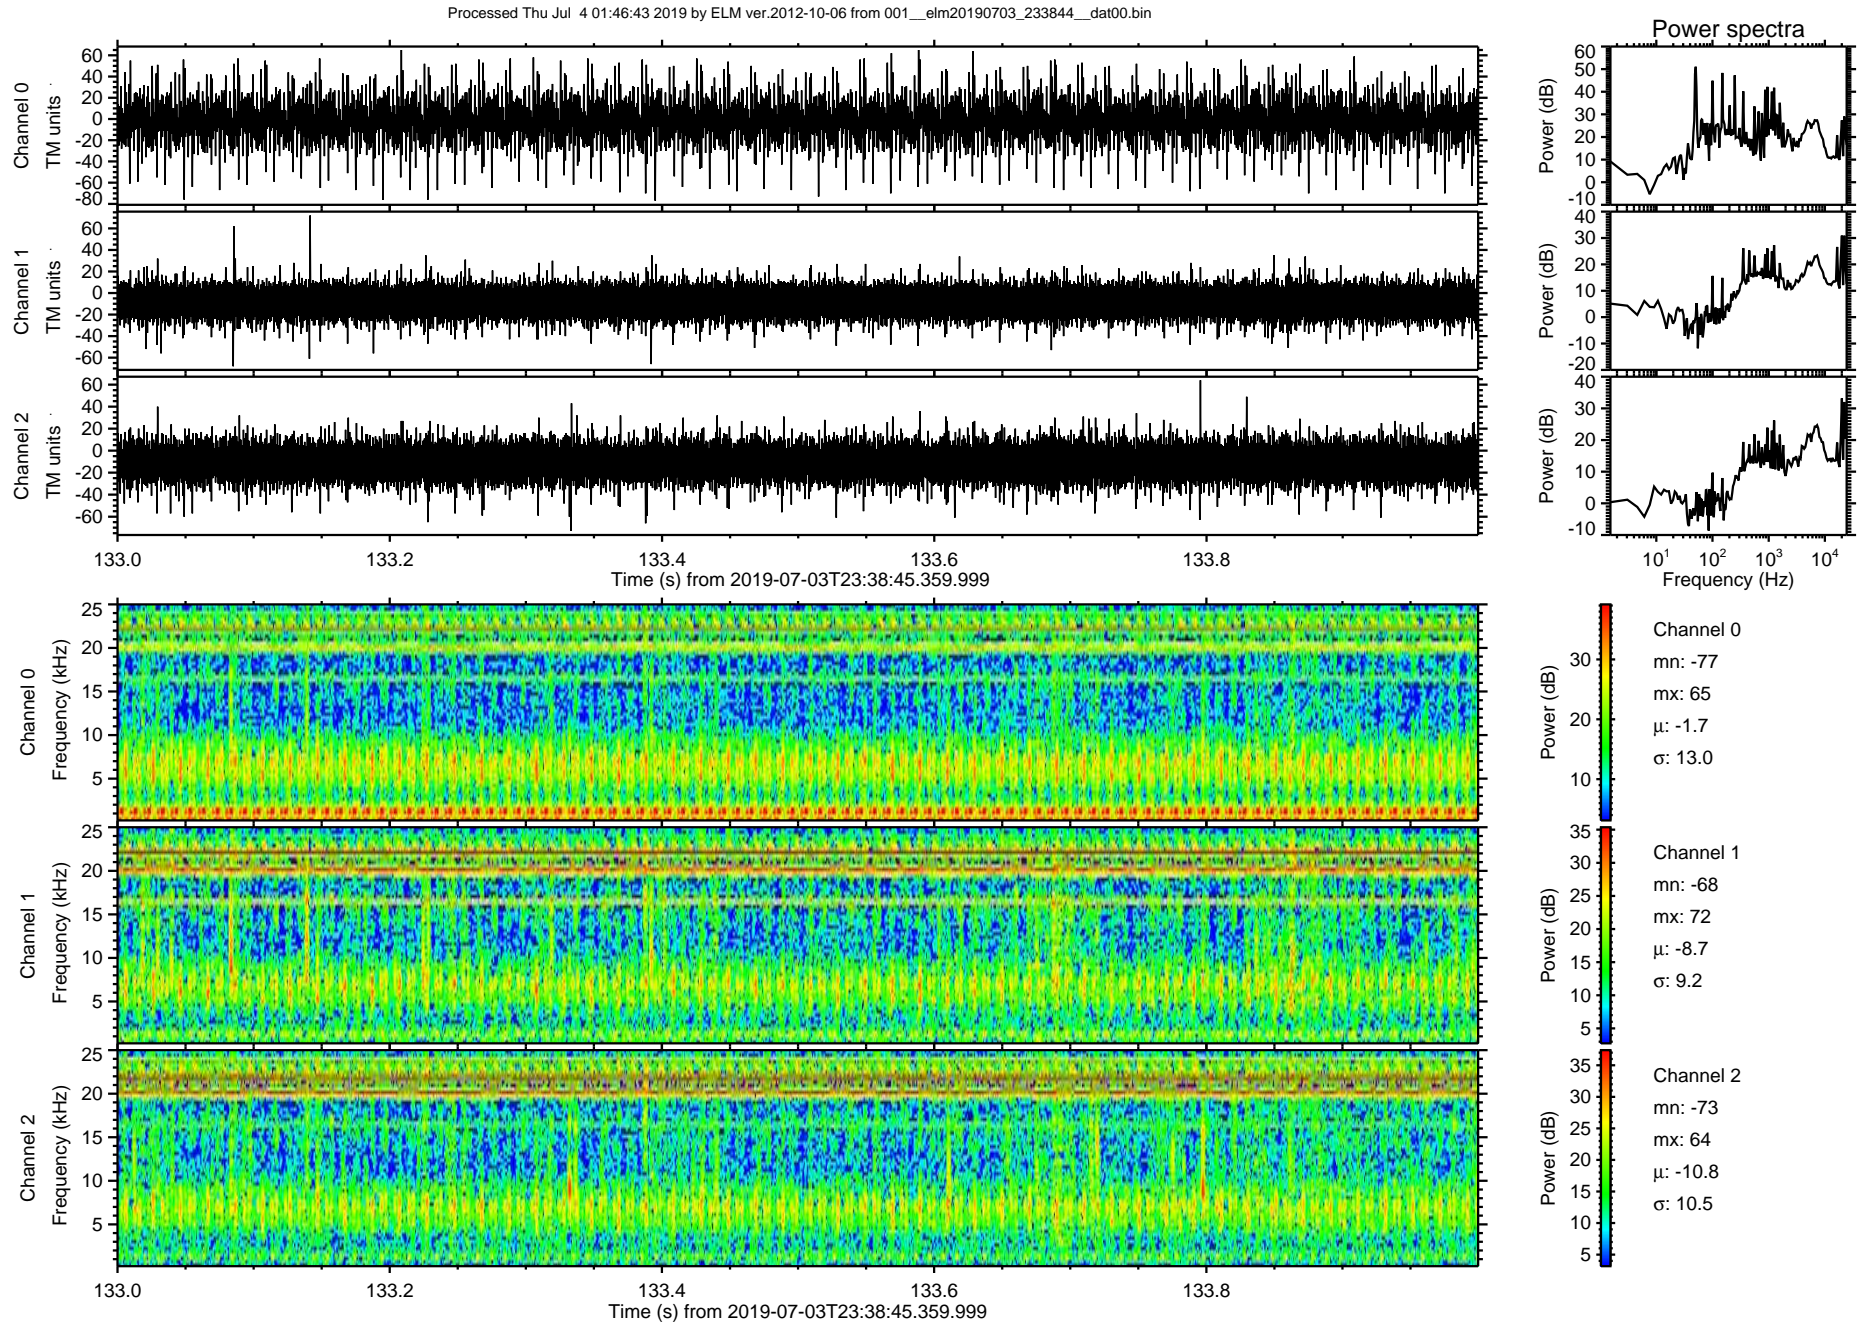 Processed Thu Jul  4 01:46:43 2019 by ELM ver.2012-10-06 from 001__elm20190703_233844__dat00.bin
Power spectra
Channel 0
TM units
60
40
20
0
-20
-40
-60
-80
Power (dB)
60
50
40
30
20
10
0
-10
Channel 1
TM units
60
40
20
0
-20
-40
-60
Power (dB)
40
30
20
10
0
-10
-20
Channel 2
TM units
60
40
20
0
-20
-40
-60
Power (dB)
40
30
20
10
0
-10
133.0 133.2 133.4 133.6 133.8
Time (s) from 2019-07-03T23:38:45.359.999
10¹ 10² 10³ 10⁴
Frequency (Hz)
Channel 0
Frequency (kHz)
25
20
15
10
5
Power (dB)
30
20
10
Channel 0
mn: -77
mx: 65
μ: -1.7
σ: 13.0
Channel 1
Frequency (kHz)
25
20
15
10
5
Power (dB)
35
30
25
20
15
10
5
Channel 1
mn: -68
mx: 72
μ: -8.7
σ: 9.2
Channel 2
Frequency (kHz)
25
20
15
10
5
Power (dB)
35
30
25
20
15
10
5
Channel 2
mn: -73
mx: 64
μ: -10.8
σ: 10.5
133.0 133.2 133.4 133.6 133.8
Time (s) from 2019-07-03T23:38:45.359.999